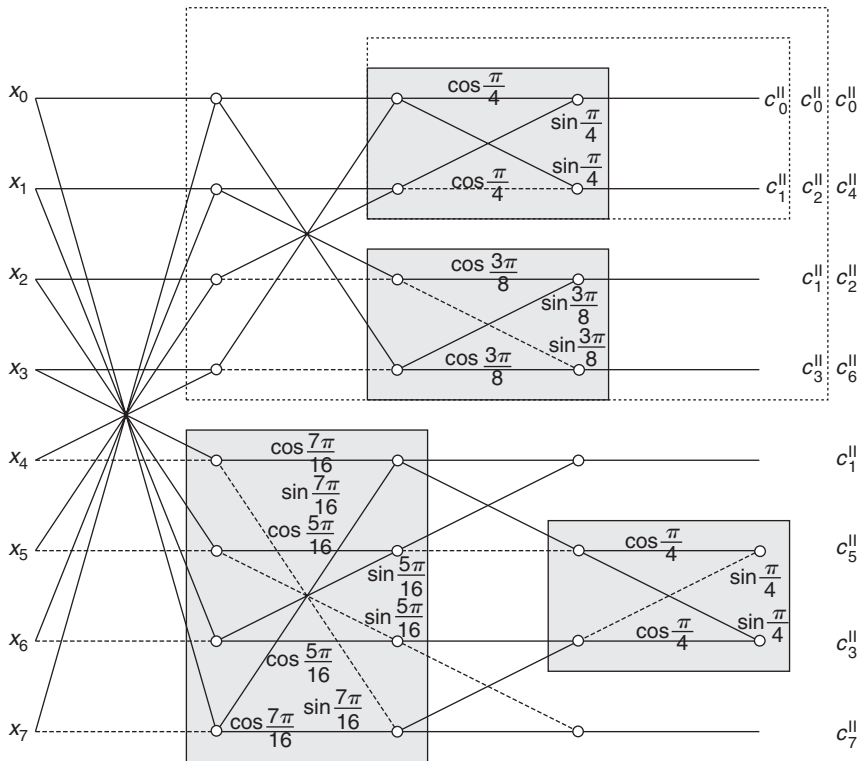 x₀ cos π/4 c₀ᴵᴵ c₀ᴵᴵ c₀ᴵᴵ
sin π/4
sin π/4
x₁ cos π/4 c₁ᴵᴵ c₂ᴵᴵ c₄ᴵᴵ
x₂ cos 3π/8 c₁ᴵᴵ c₂ᴵᴵ
sin 3π/8
sin 3π/8
x₃ cos 3π/8 c₃ᴵᴵ c₆ᴵᴵ
x₄ cos 7π/16 c₁ᴵᴵ
sin 7π/16
cos 5π/16
x₅ cos π/4 c₅ᴵᴵ
sin 5π/16 sin π/4
sin 5π/16 sin π/4
x₆ cos π/4 c₃ᴵᴵ
cos 5π/16
sin 7π/16
x₇ cos 7π/16 c₇ᴵᴵ